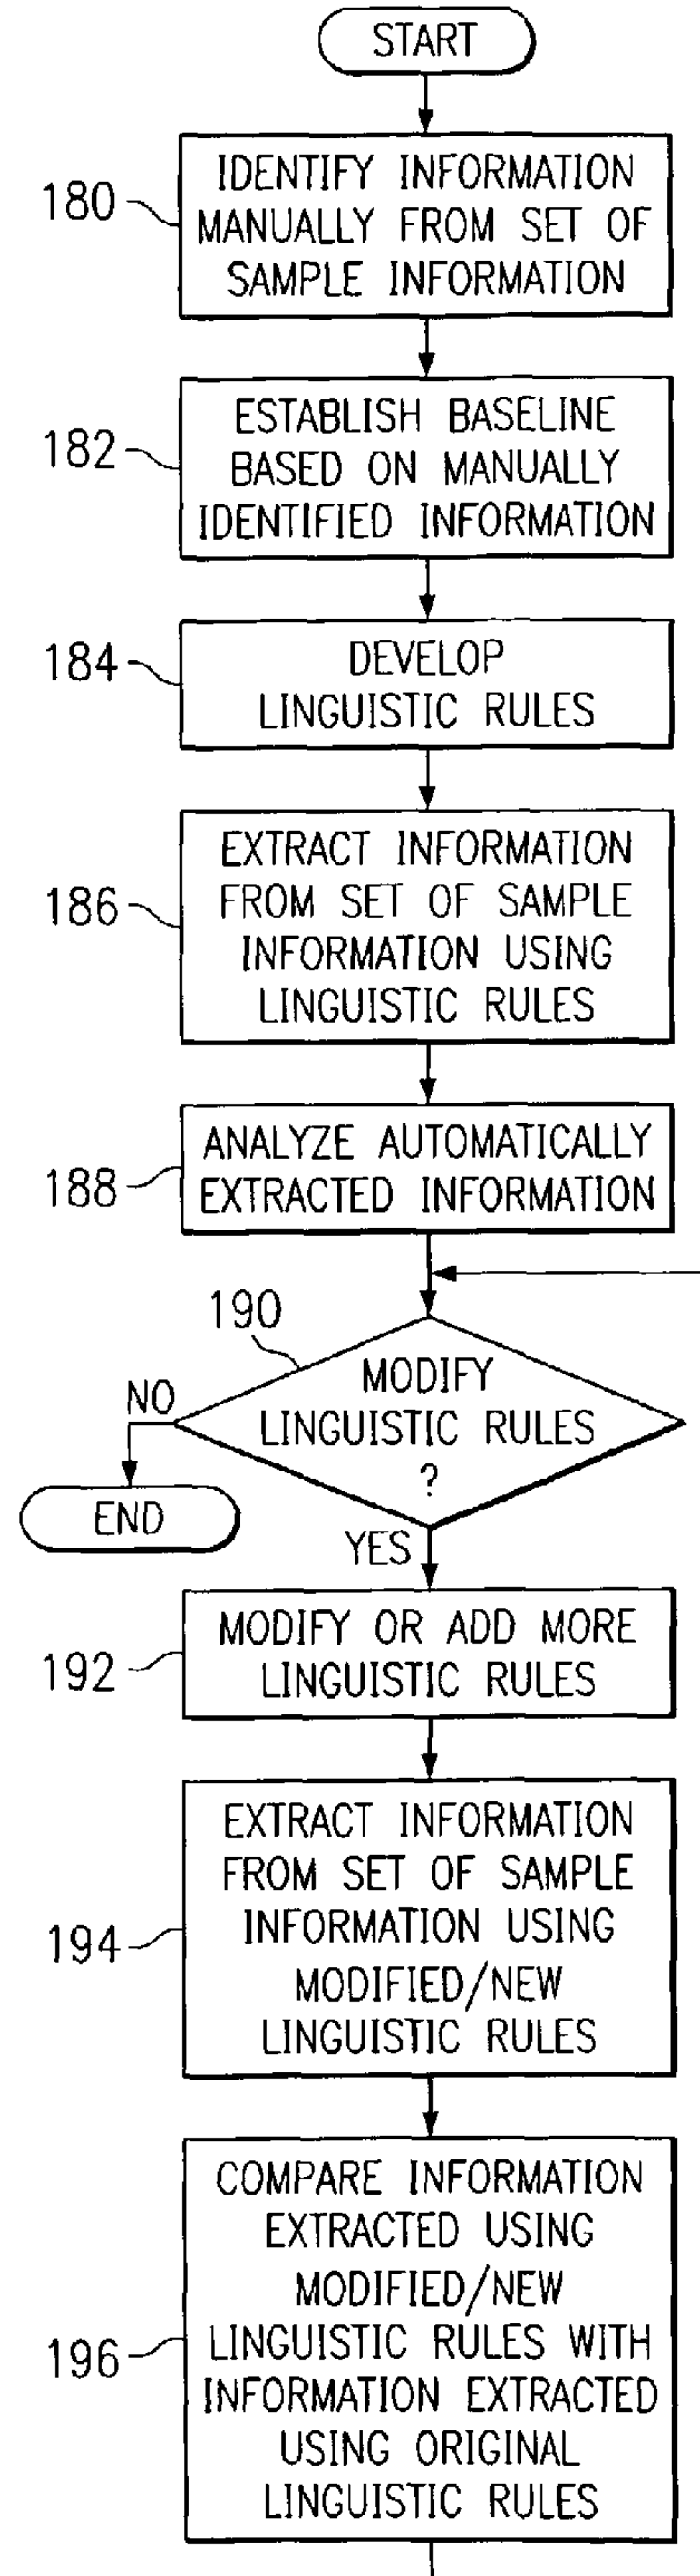 START
180
IDENTIFY INFORMATION
MANUALLY FROM SET OF
SAMPLE INFORMATION
182
ESTABLISH BASELINE
BASED ON MANUALLY
IDENTIFIED INFORMATION
184
DEVELOP
LINGUISTIC RULES
186
EXTRACT INFORMATION
FROM SET OF SAMPLE
INFORMATION USING
LINGUISTIC RULES
188
ANALYZE AUTOMATICALLY
EXTRACTED INFORMATION
190
MODIFY
LINGUISTIC RULES
?
NO
END
YES
192
MODIFY OR ADD MORE
LINGUISTIC RULES
194
EXTRACT INFORMATION
FROM SET OF SAMPLE
INFORMATION USING
MODIFIED/NEW
LINGUISTIC RULES
196
COMPARE INFORMATION
EXTRACTED USING
MODIFIED/NEW
LINGUISTIC RULES WITH
INFORMATION EXTRACTED
USING ORIGINAL
LINGUISTIC RULES